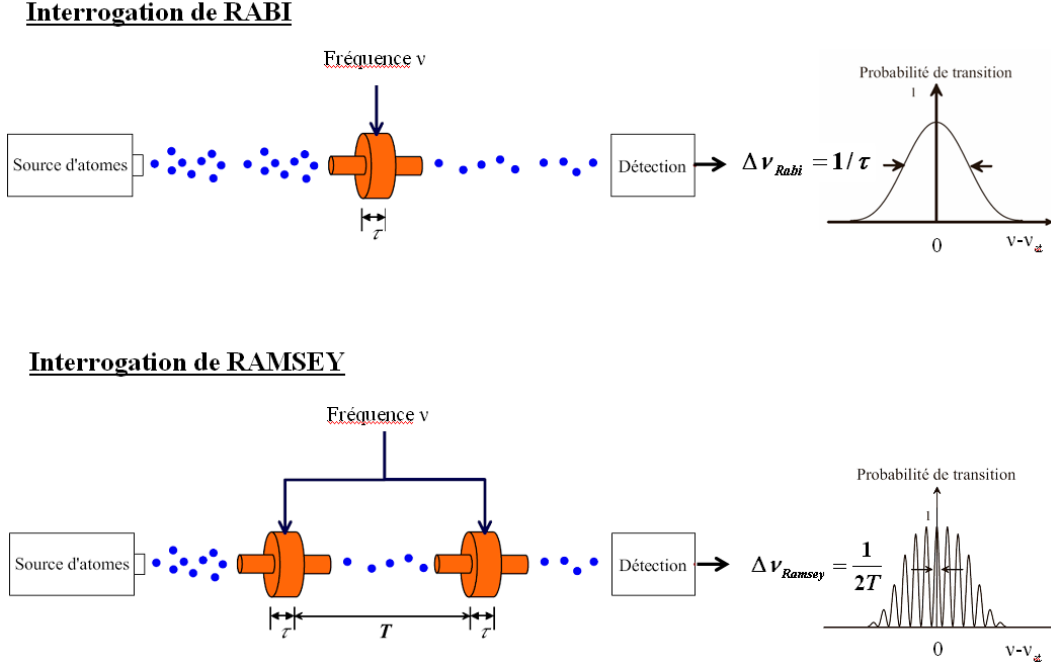 Interrogation de RABI
Fréquence ν
Probabilité de transition
1
Source d'atomes
Détection
Δν_Rabi = 1/τ
τ
0
ν-ν_at
Interrogation de RAMSEY
Fréquence ν
Probabilité de transition
1
Source d'atomes
Détection
Δν_Ramsey = 1/2T
τ
T
τ
0
ν-ν_at